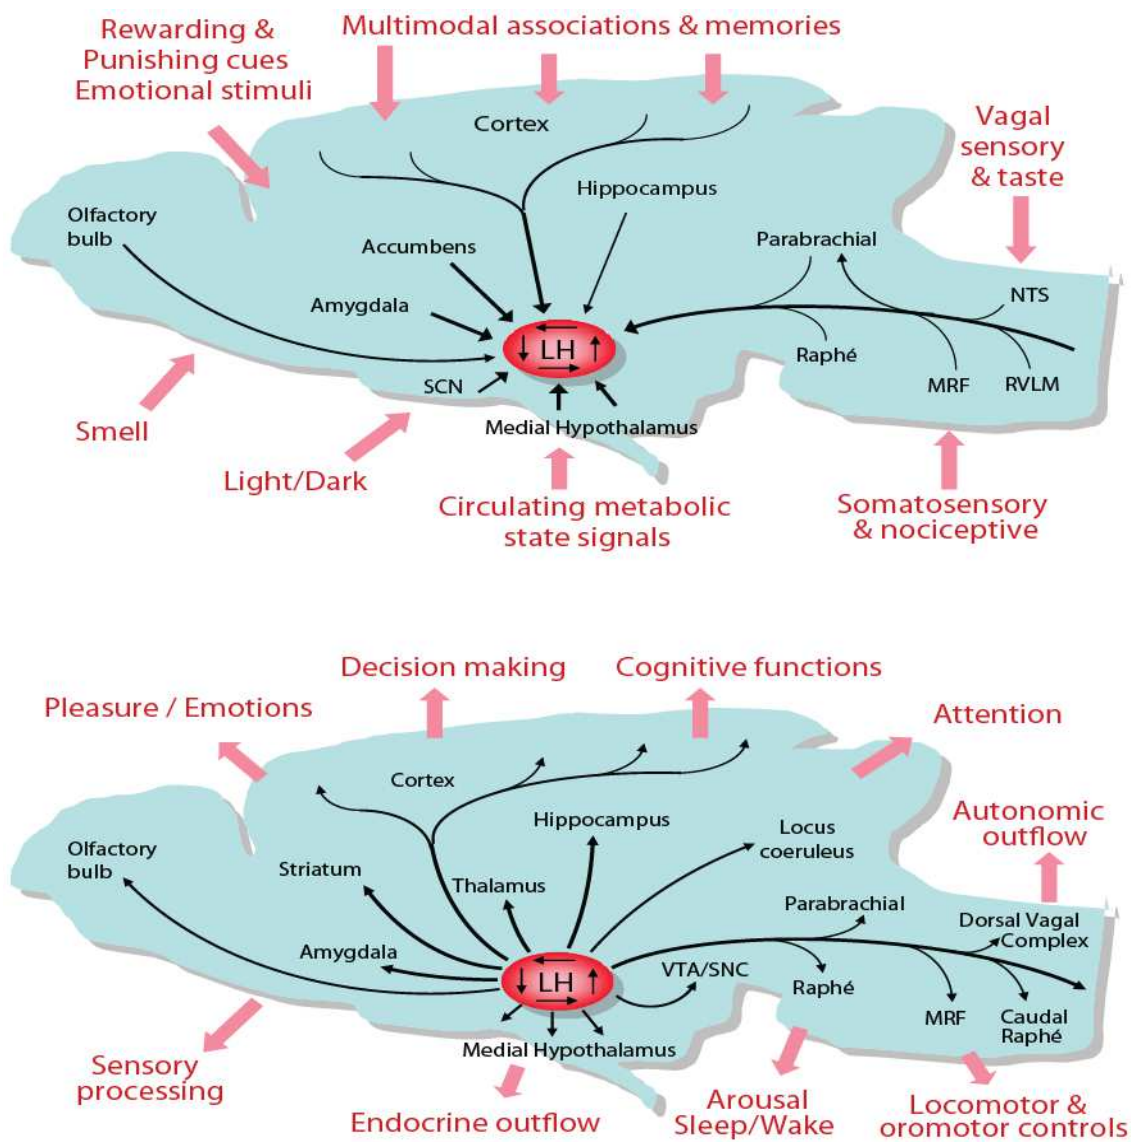 Rewarding &
Punishing cues
Emotional stimuli
Multimodal associations & memories
Vagal
sensory
& taste
Cortex
Hippocampus
Olfactory
bulb
Accumbens
Parabrachial
Amygdala
NTS
LH
Raphé
SCN
MRF
RVLM
Medial Hypothalamus
Smell
Light/Dark
Circulating metabolic
state signals
Somatosensory
& nociceptive
Decision making
Cognitive functions
Pleasure / Emotions
Attention
Cortex
Autonomic
outflow
Hippocampus
Locus
coeruleus
Olfactory
bulb
Striatum
Thalamus
Parabrachial
Dorsal Vagal
Complex
Amygdala
VTA/SNC
LH
Raphé
MRF
Caudal
Raphé
Medial Hypothalamus
Sensory
processing
Endocrine outflow
Arousal
Sleep/Wake
Locomotor &
oromotor controls